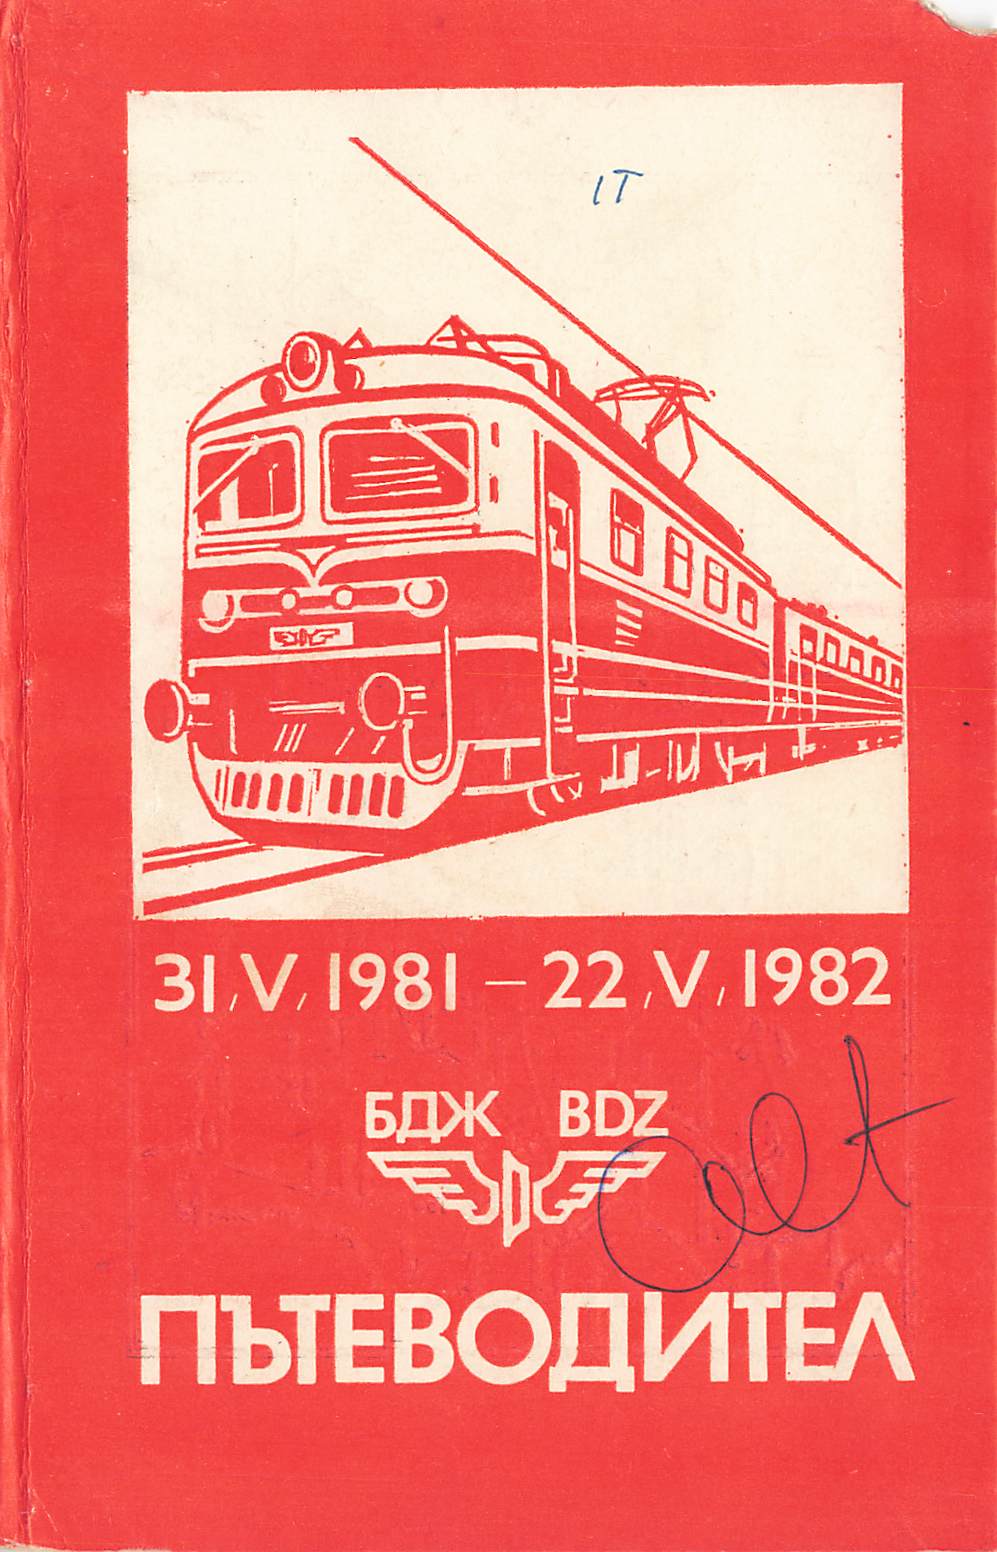 IT
31.V.1981 – 22.V.1982
БДЖ BDZ
ПЪТЕВОДИТЕЛ